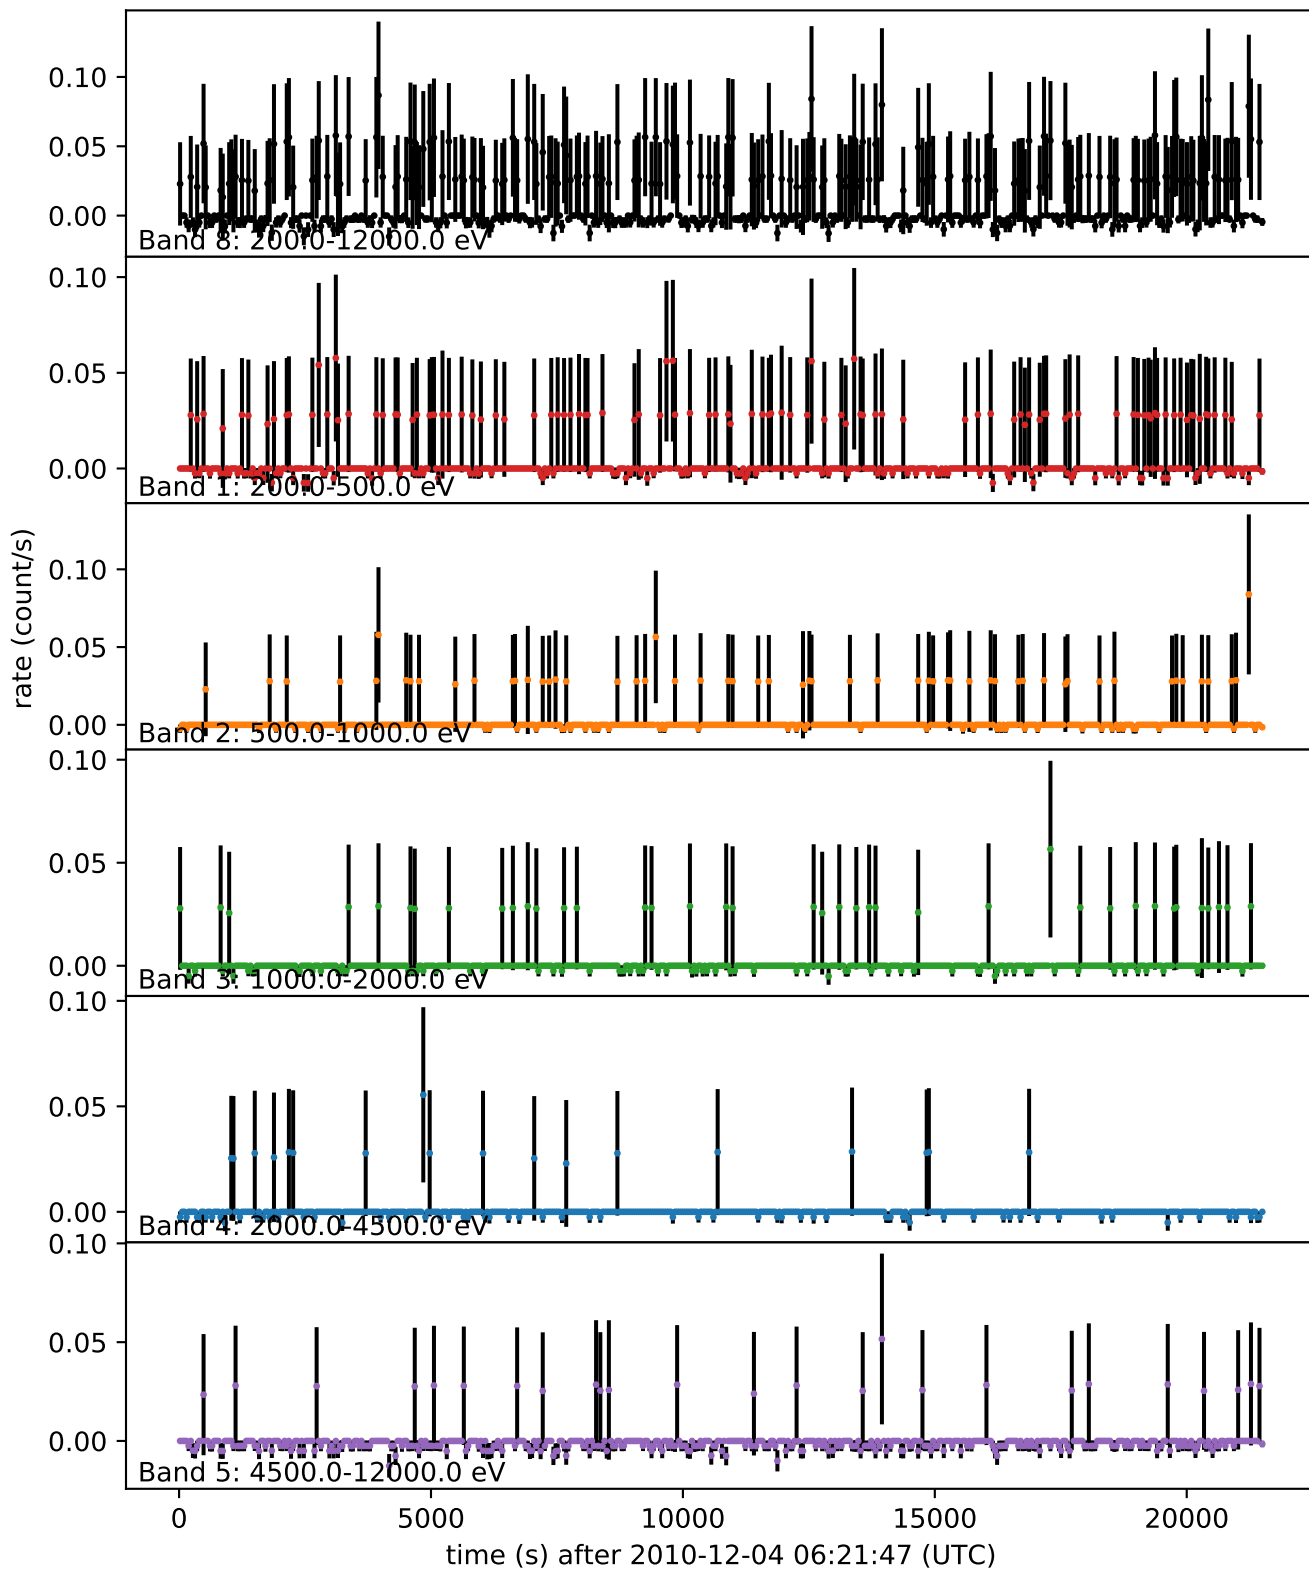 0.10
0.05
0.00
Band 8: 200.0-12000.0 eV
0.10
0.05
0.00
Band 1: 200.0-500.0 eV
rate (count/s)
0.10
0.05
0.00
Band 2: 500.0-1000.0 eV
0.10
0.05
0.00
Band 3: 1000.0-2000.0 eV
0.10
0.05
0.00
Band 4: 2000.0-4500.0 eV
0.10
0.05
0.00
Band 5: 4500.0-12000.0 eV
0 5000 10000 15000 20000
time (s) after 2010-12-04 06:21:47 (UTC)